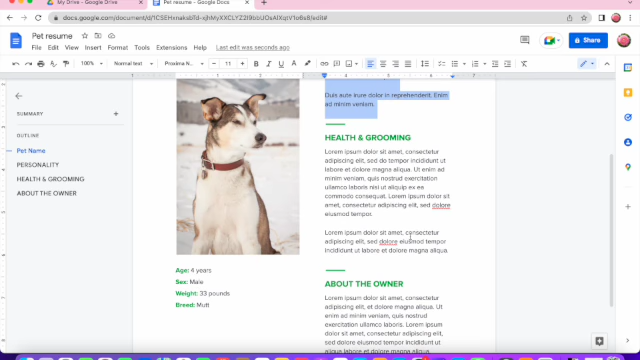 My Drive - Google Drive
Pet resume - Google Docs
docs.google.com/document/d/
Pet resume
File Edit View Insert Format Tools Extensions Help Last edit was seconds ago
Share
100% Normal text Proxima N... 11
SUMMARY
OUTLINE
Pet Name
PERSONALITY
HEALTH & GROOMING
ABOUT THE OWNER
Age: 4 years
Sex: Male
Weight: 33 pounds
Breed: Mutt
Duis aute irure dolor in reprehenderit. Enim
ad minim veniam.
HEALTH & GROOMING
Lorem ipsum dolor sit amet, consectetur
adipiscing elit, sed do tempor incididunt ut
labore et dolore magna aliqua. Ut enim ad
minim veniam, quis nostrud exercitation
ullamco laboris nisi ut aliquip ex ea
commodo consequat. Lorem ipsum dolor sit
amet, consectetur adipiscing elit, sed dolore
eiusmod tempor.
Lorem ipsum dolor sit amet, consectetur
adipiscing elit, sed dolore eiusmod tempor
incididunt ut labore et dolore magna aliqua.
ABOUT THE OWNER
Lorem ipsum dolor sit amet, consectetur
adipiscing elit, sed do tempor incididunt ut
labore et dolore magna aliqua. Ut
enim ad minim veniam, quis nostrud
exercitation ullamco laboris. Lorem ipsum
dolor sit amet, consectetur adipiscing elit,